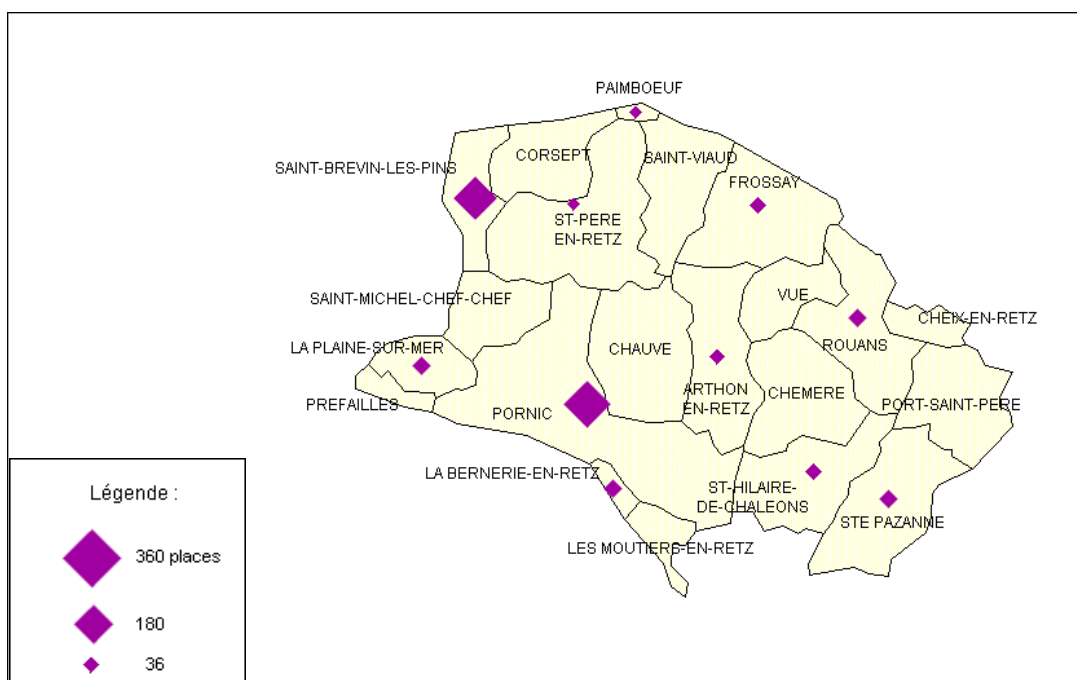 PAIMBOEUF
CORSEPT
SAINT-VIAUD
SAINT-BREVIN-LES-PINS
FROSSAY
ST-PERE
EN-RETZ
SAINT-MICHEL-CHEF-CHEF
VUE
CHEIX-EN-RETZ
LA PLAINE-SUR-MER
CHAUVE
ROUANS
ARTHON
EN-RETZ
CHEMERE
PREFAILLES
PORNIC
PORT-SAINT-PERE
LA BERNERIE-EN-RETZ
ST-HILAIRE-
DE-CHALEONS
STE PAZANNE
LES MOUTIERE-EN-RETZ
Légende :
360 places
180
36